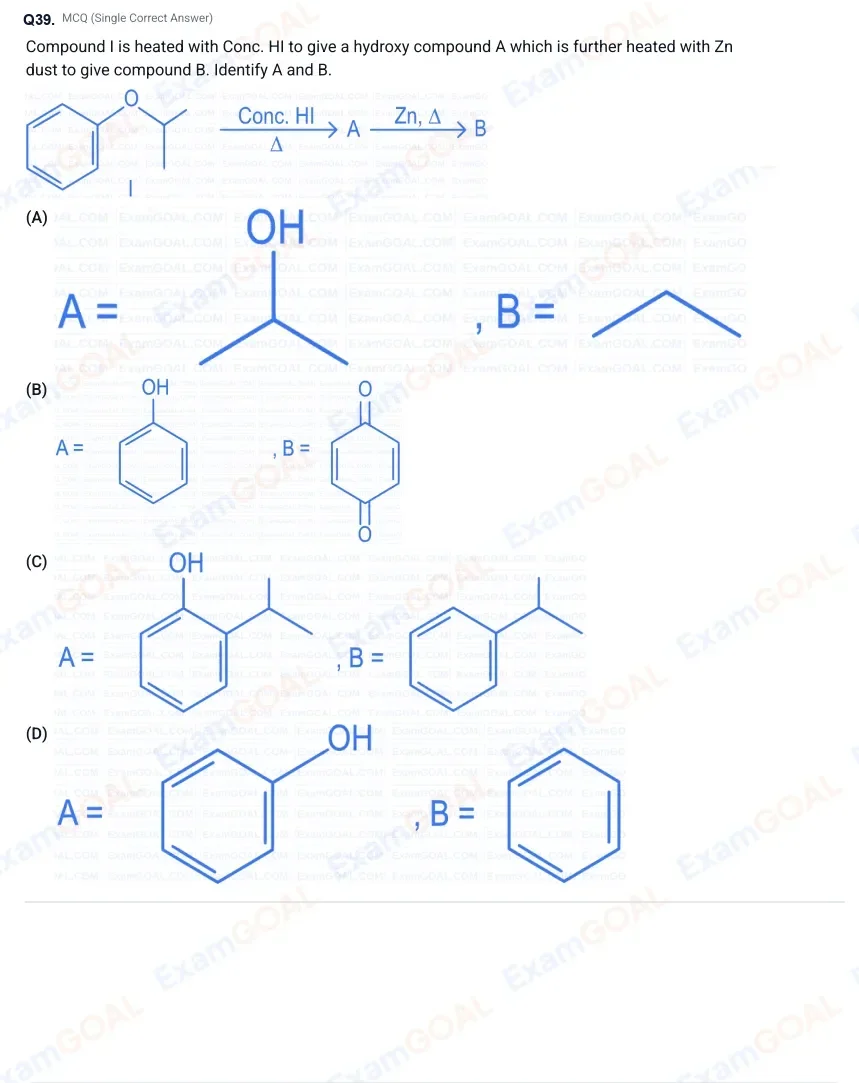 Q39. MCQ (Single Correct Answer)
Compound I is heated with Conc. HI to give a hydroxy compound A which is further heated with Zn
dust to give compound B. Identify A and B.
O
Conc. HI
Δ
A
Zn, Δ
B
I
(A)
OH
A =
, B =
(B)
OH
A =
, B =
O
O
(C)
OH
A =
, B =
(D)
OH
A =
, B =
ExamGOAL